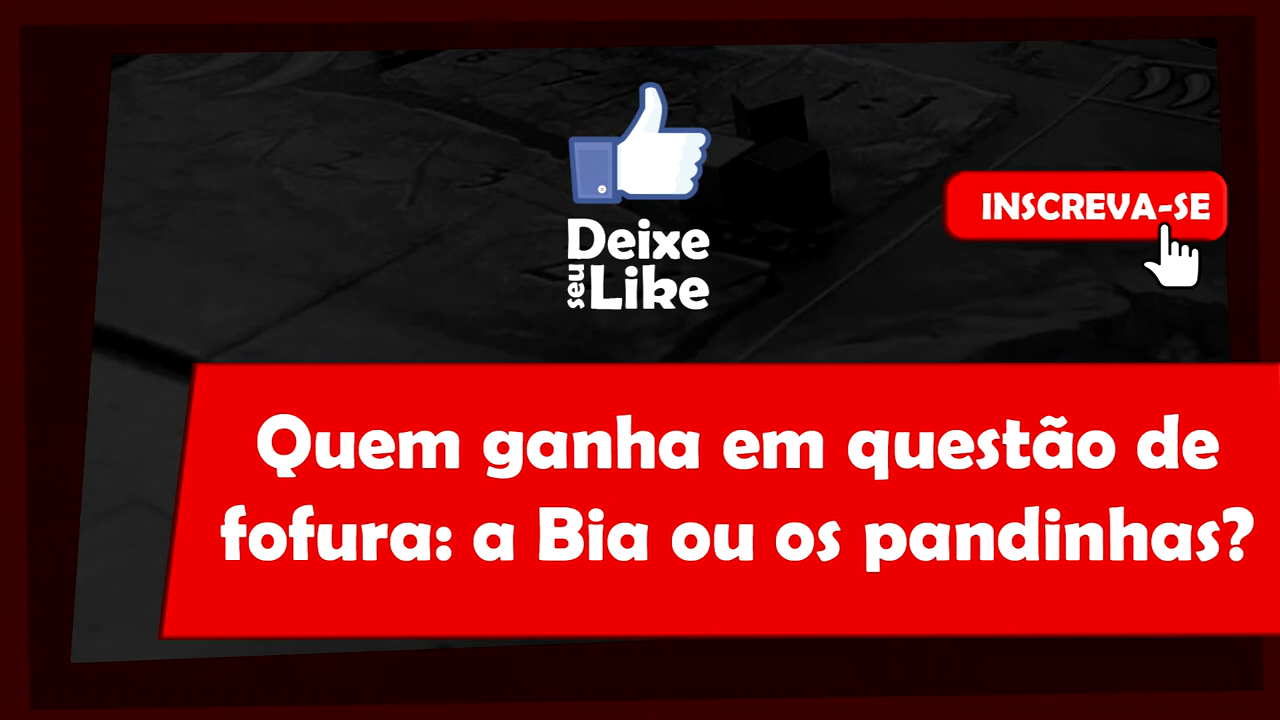 Deixe
seu Like
INSCREVA-SE
Quem ganha em questão de
fofura: a Bia ou os pandinhas?